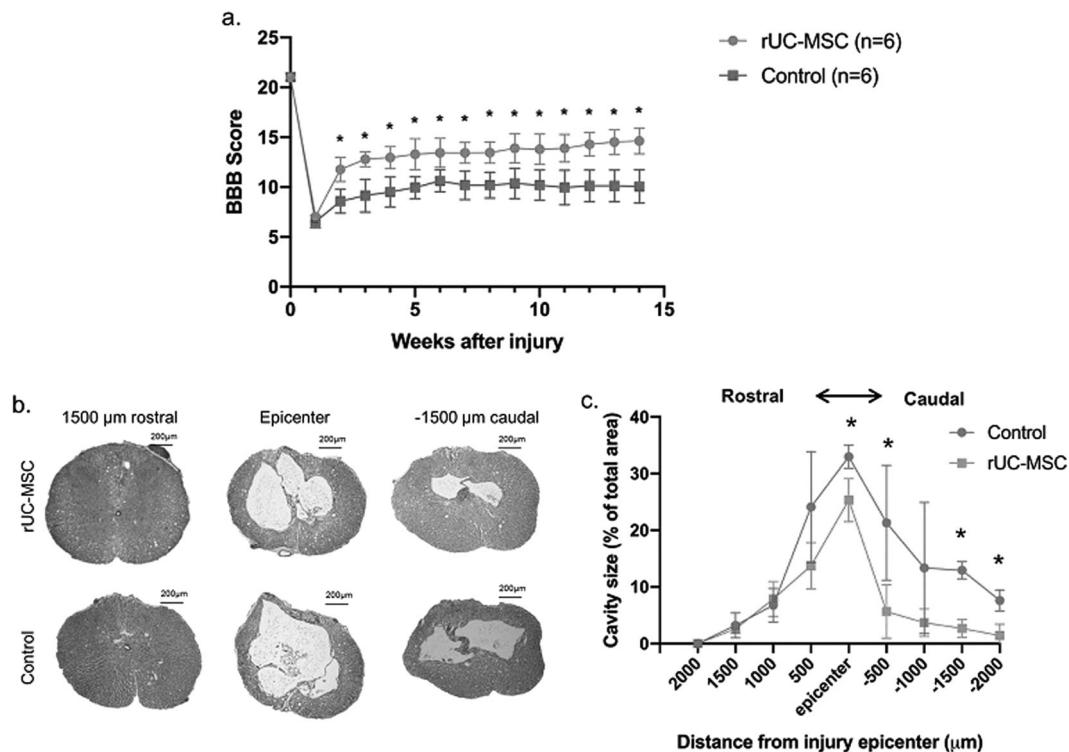 a.
25
20
15
10
5
0
BBB Score
* * * * * * * * * * * * *
0 5 10 15
Weeks after injury
rUC-MSC (n=6)
Control (n=6)
b.
1500 µm rostral Epicenter -1500 µm caudal
rUC-MSC
200µm 200µm 200µm
Control
200µm 200µm 200µm
c.
Rostral Caudal
Control
rUC-MSC
40
30
20
10
0
Cavity size (% of total area)
* * * *
2000 1500 1000 500 epicenter -500 -1000 -1500 -2000
Distance from injury epicenter (µm)